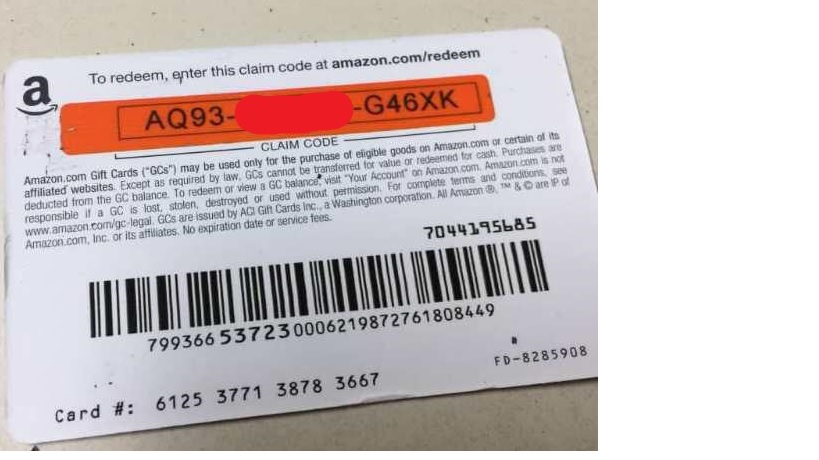 a To redeem, enter this claim code at amazon.com/redeem
AQ93- -G46XK
CLAIM CODE
Amazon.com Gift Cards ("GCs") may be used only for the purchase of eligible goods on Amazon.com or certain of its
affiliated websites. Except as required by law, GCs cannot be transferred for value or redeemed for cash. Purchases are
deducted from the GC balance. To redeem or view a GC balance, visit "Your Account" on Amazon.com. Amazon.com is not
responsible if a GC is lost, stolen, destroyed or used without permission. For complete terms and conditions, see
www.amazon.com/gc-legal. GCs are issued by ACI Gift Cards Inc., a Washington corporation. All Amazon ®, ™ & © are IP of
Amazon.com, Inc. or its affiliates. No expiration date or service fees.
7044195685
799366 53723 0006219872761808449
FD-8285908
Card #: 6125 3771 3878 3667